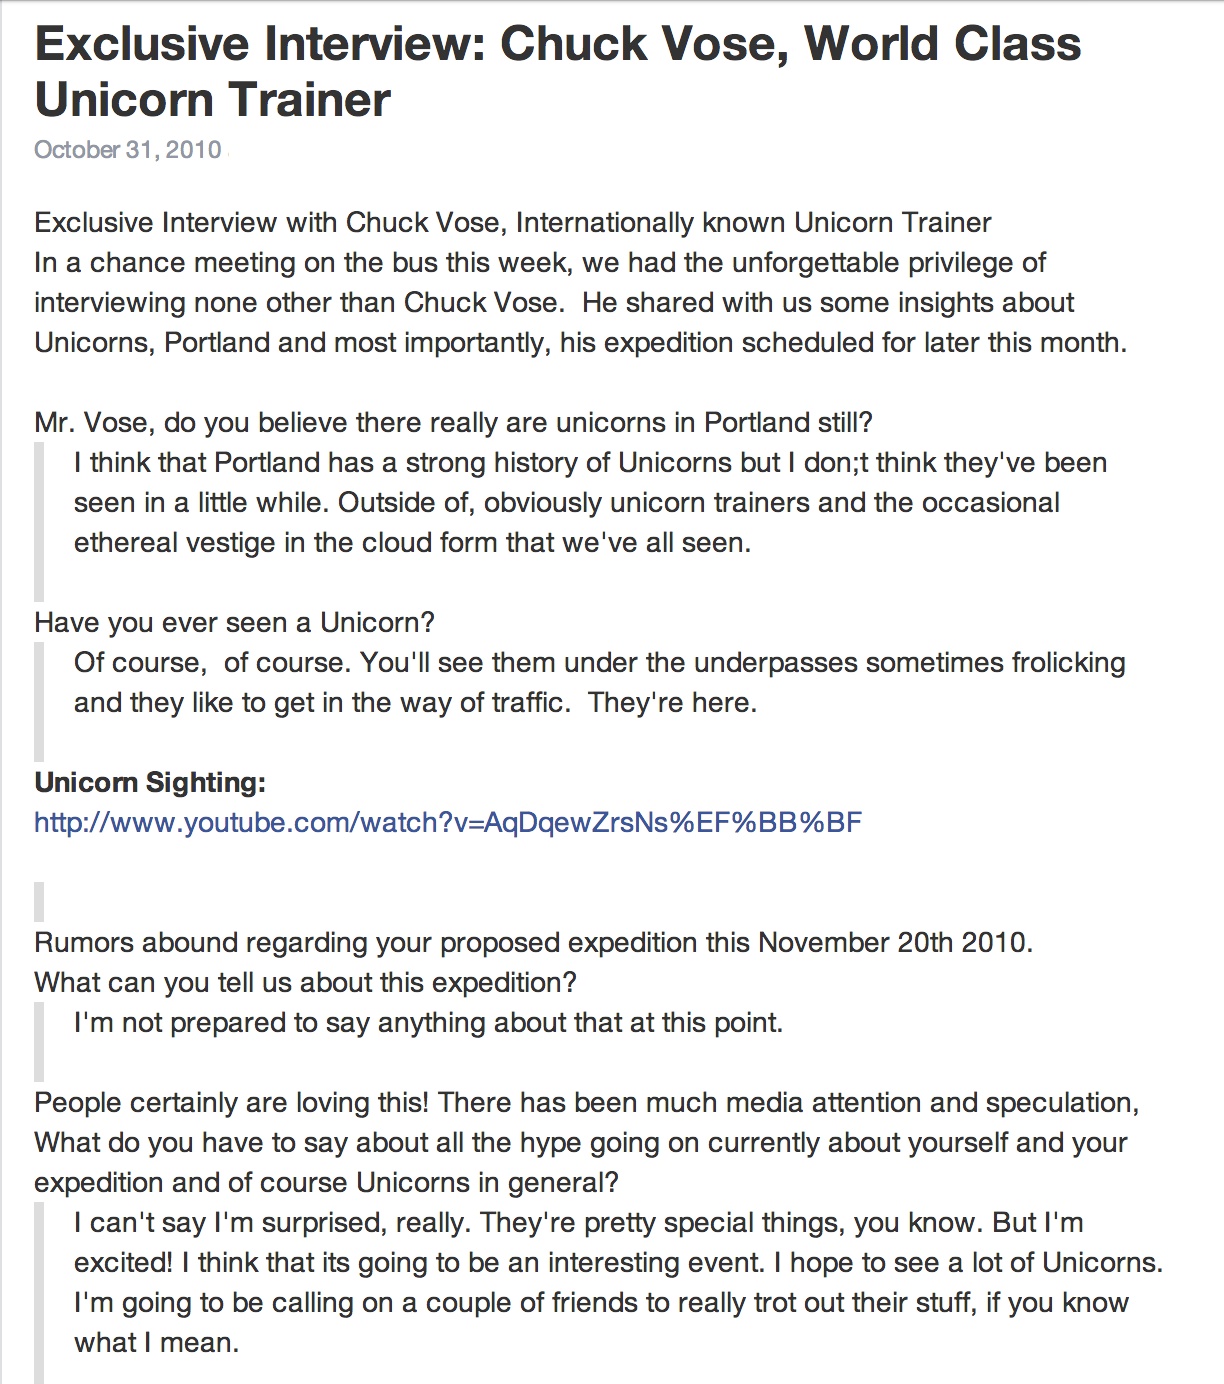 Exclusive Interview: Chuck Vose, World Class
Unicorn Trainer
October 31, 2010
Exclusive Interview with Chuck Vose, Internationally known Unicorn Trainer
In a chance meeting on the bus this week, we had the unforgettable privilege of
interviewing none other than Chuck Vose.  He shared with us some insights about
Unicorns, Portland and most importantly, his expedition scheduled for later this month.
Mr. Vose, do you believe there really are unicorns in Portland still?
I think that Portland has a strong history of Unicorns but I don;t think they've been
seen in a little while. Outside of, obviously unicorn trainers and the occasional
ethereal vestige in the cloud form that we've all seen.
Have you ever seen a Unicorn?
Of course,  of course. You'll see them under the underpasses sometimes frolicking
and they like to get in the way of traffic.  They're here.
Unicorn Sighting:
http://www.youtube.com/watch?v=AqDqewZrsNs%EF%BB%BF
Rumors abound regarding your proposed expedition this November 20th 2010.
What can you tell us about this expedition?
I'm not prepared to say anything about that at this point.
People certainly are loving this! There has been much media attention and speculation,
What do you have to say about all the hype going on currently about yourself and your
expedition and of course Unicorns in general?
I can't say I'm surprised, really. They're pretty special things, you know. But I'm
excited! I think that its going to be an interesting event. I hope to see a lot of Unicorns.
I'm going to be calling on a couple of friends to really trot out their stuff, if you know
what I mean.